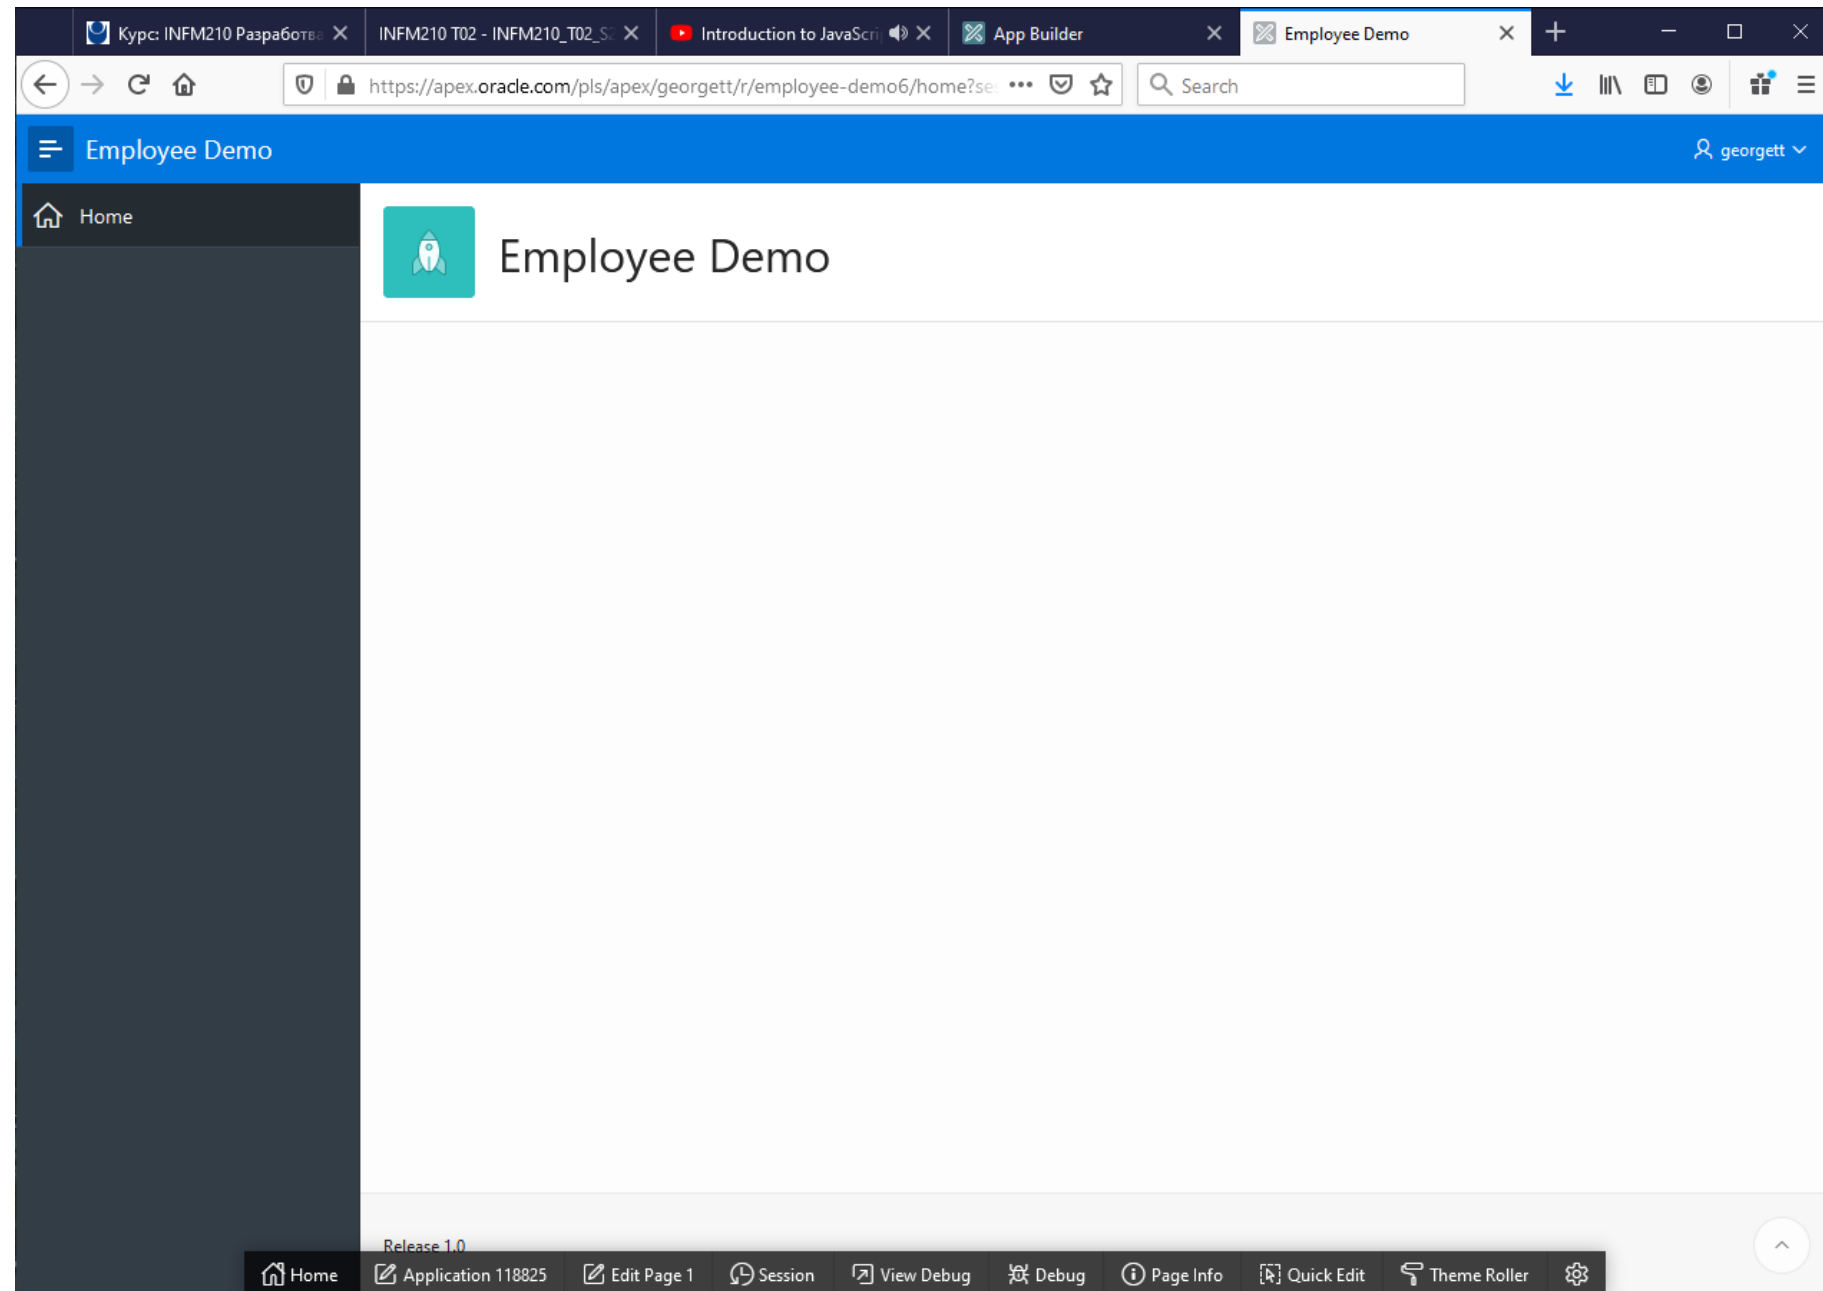 Курс: INFM210 Разработва
INFM210 T02 - INFM210_T02_S2
Introduction to JavaScri
App Builder
Employee Demo
https://apex.oracle.com/pls/apex/georgett/r/employee-demo6/home?se
Search
Employee Demo
georgett
Home
Employee Demo
Release 1.0
Home
Application 118825
Edit Page 1
Session
View Debug
Debug
Page Info
Quick Edit
Theme Roller